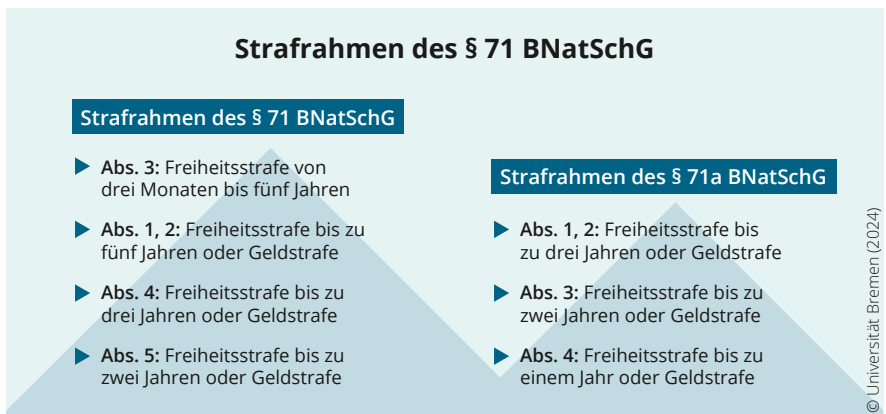 Strafrahmen des § 71 BNatSchG
Strafrahmen des § 71 BNatSchG
Abs. 3: Freiheitsstrafe von
drei Monaten bis fünf Jahren
Abs. 1, 2: Freiheitsstrafe bis zu
fünf Jahren oder Geldstrafe
Abs. 4: Freiheitsstrafe bis zu
drei Jahren oder Geldstrafe
Abs. 5: Freiheitsstrafe bis zu
zwei Jahren oder Geldstrafe
Strafrahmen des § 71a BNatSchG
Abs. 1, 2: Freiheitsstrafe bis
zu drei Jahren oder Geldstrafe
Abs. 3: Freiheitsstrafe bis zu
zwei Jahren oder Geldstrafe
Abs. 4: Freiheitsstrafe bis zu
einem Jahr oder Geldstrafe
© Universität Bremen (2024)